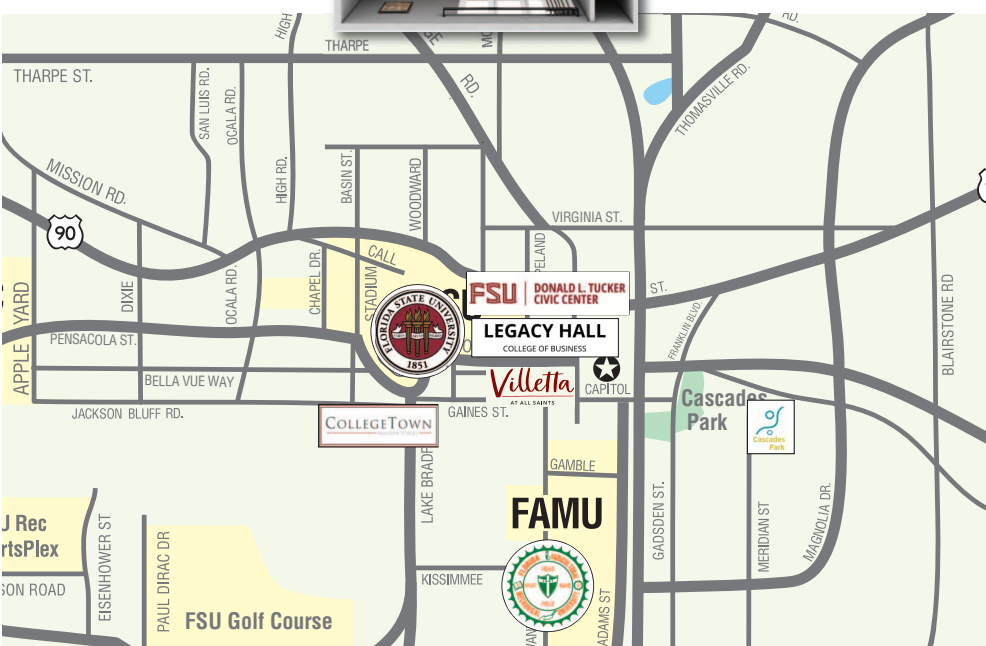 HIGH
THARPE
RD.
RD.
THARPE ST.
SAN LUIS RD.
OCALA RD.
THOMASVILLE RD.
HIGH RD.
BASIN ST.
WOODWARD
MISSION RD.
90
VIRGINIA ST.
CALL
CHAPEL DR.
STADIUM
DIXIE
OCALA RD.
FSU
DONALD L. TUCKER
CIVIC CENTER
ST.
FLORIDA STATE UNIVERSITY
1851
LEGACY HALL
COLLEGE OF BUSINESS
FRANKLIN BLVD.
BLAIRSTONE RD
APPLE YARD
PENSACOLA ST.
BELLA VUE WAY
Villetta
AT ALL SAINTS
CAPITOL
JACKSON BLUFF RD.
GAINES ST.
Cascades
Park
COLLEGETOWN
Cascades
Park
LAKE BRADF
GAMBLE
FAMU
GADSDEN ST.
MERIDIAN ST
MAGNOLIA DR.
J Rec
rtsPlex
EISENHOWER ST
PAUL DIRAC DR
SON ROAD
KISSIMMEE
ADAMS ST
FSU Golf Course